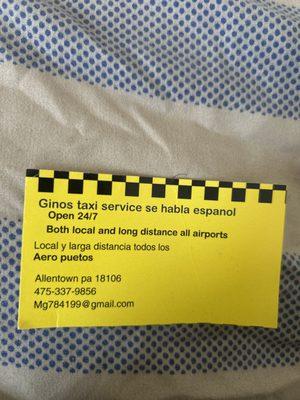 Ginos taxi service se habla espanol
Open 24/7
Both local and long distance all airports
Local y larga distancia todos los
Aero puetos
Allentown pa 18106
475-337-9856
Mg784199@gmail.com